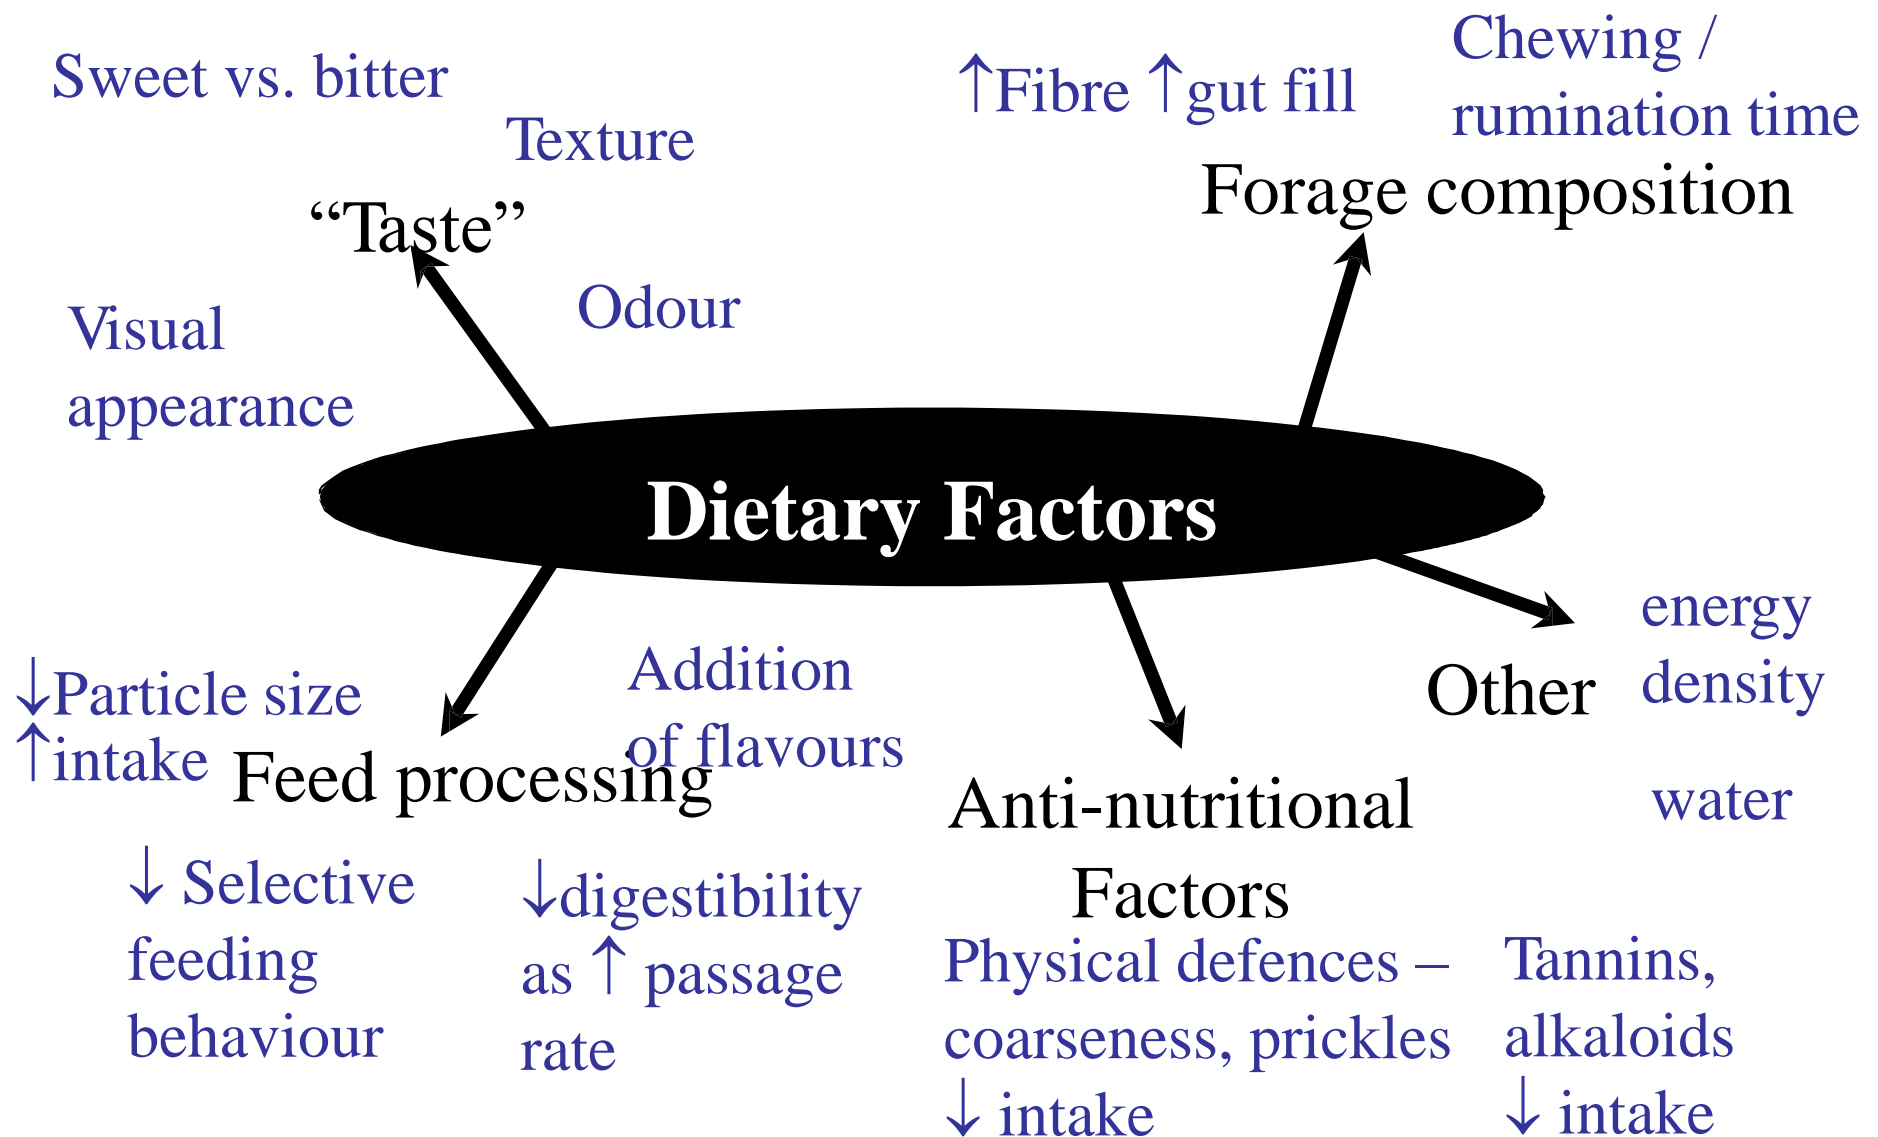 Sweet vs. bitter
Texture
“Taste”
Odour
Visual
appearance
↑Fibre ↑gut fill
Chewing /
rumination time
Forage composition
Dietary Factors
↓Particle size
↑intake
Feed processing
Addition
of flavours
↓ Selective
feeding
behaviour
↓digestibility
as ↑ passage
rate
Anti-nutritional
Factors
Physical defences –
coarseness, prickles
↓ intake
Tannins,
alkaloids
↓ intake
Other
energy
density
water